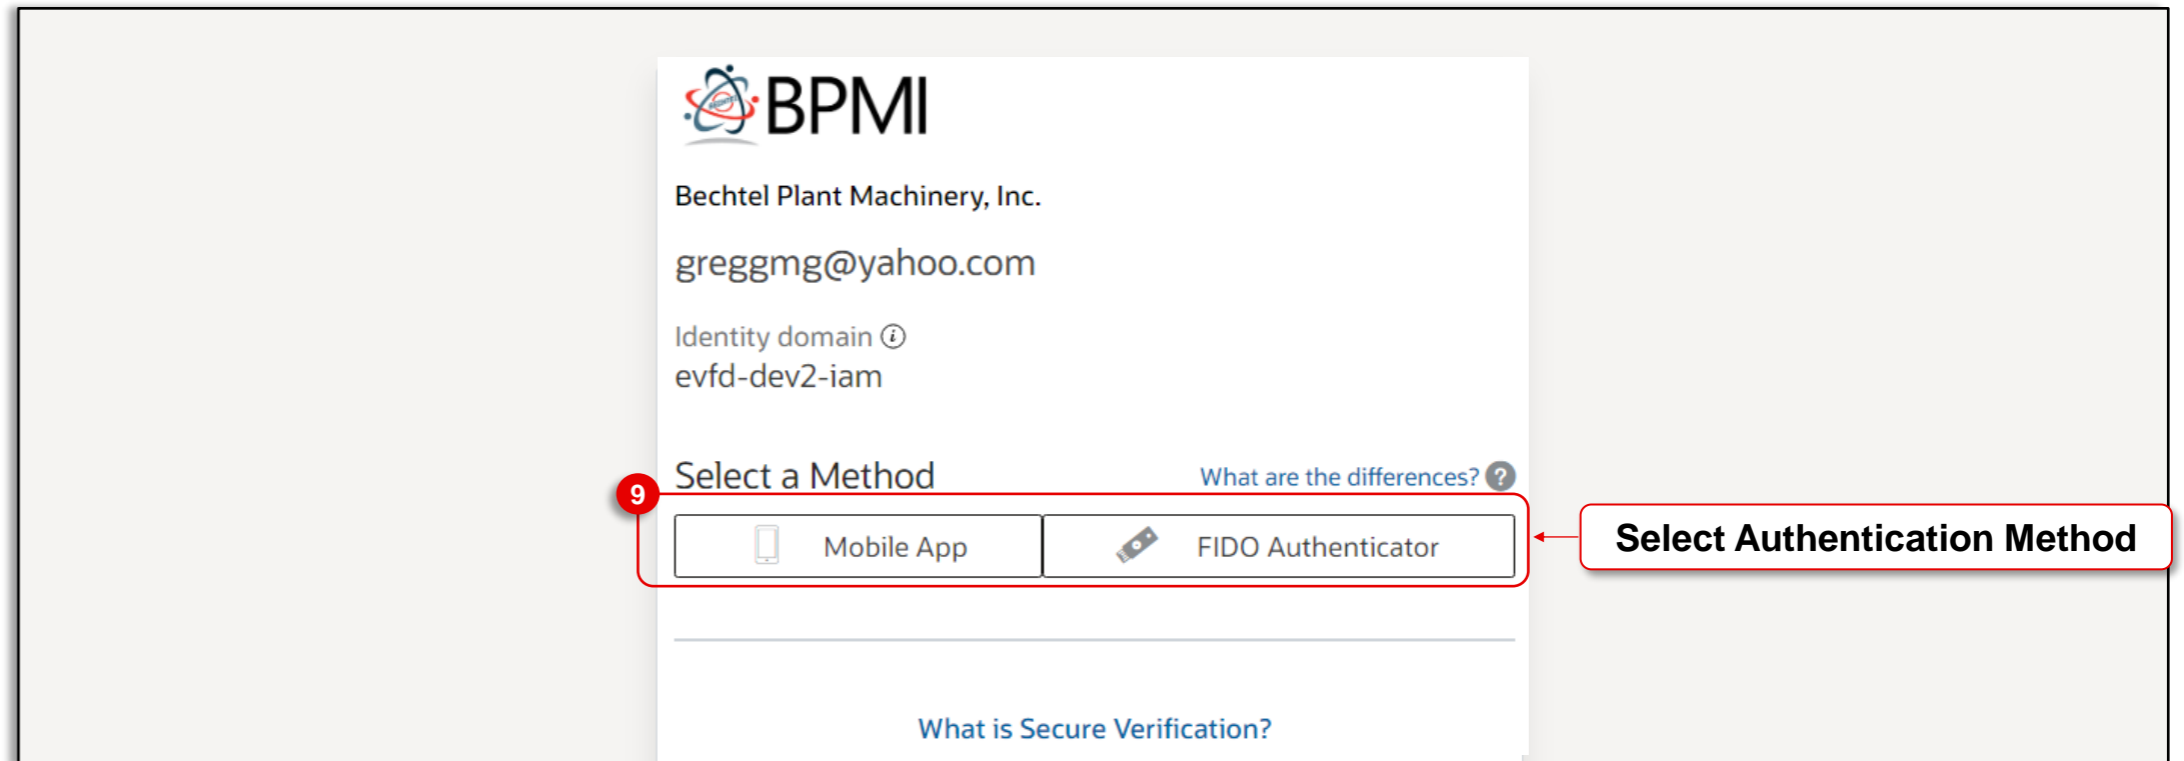 BPMI
Bechtel Plant Machinery, Inc.
greggmg@yahoo.com
Identity domain
evfd-dev2-iam
Select a Method What are the differences? ?
9
Mobile App FIDO Authenticator
Select Authentication Method
What is Secure Verification?